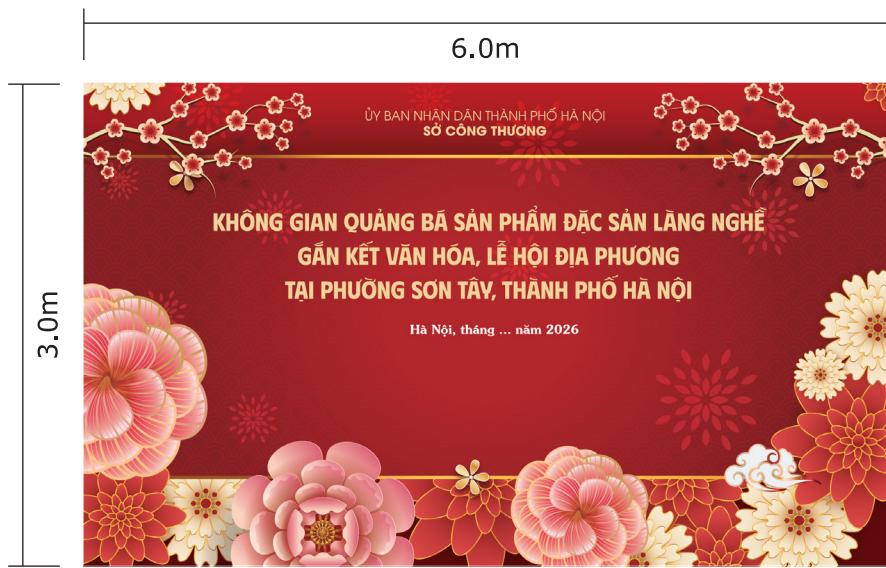 6.0m
3.0m
ỦY BAN NHÂN DÂN THÀNH PHỐ HÀ NỘI
SỞ CÔNG THƯƠNG
KHÔNG GIAN QUẢNG BÁ SẢN PHẨM ĐẶC SẢN LÀNG NGHỀ
GẮN KẾT VĂN HÓA, LỄ HỘI ĐỊA PHƯƠNG
TẠI PHƯỜNG SƠN TÂY, THÀNH PHỐ HÀ NỘI
Hà Nội, tháng ... năm 2026